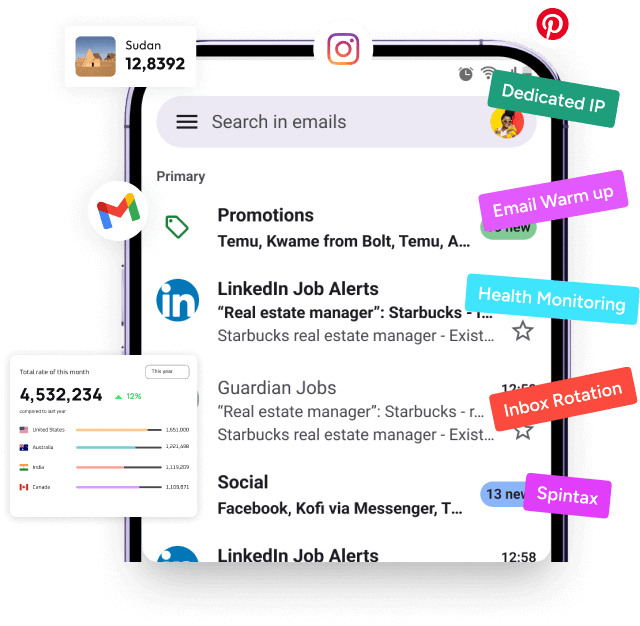 Sudan
12,8392
Dedicated IP
Search in emails
Primary
Email Warm up
Promotions
new
Temu, Kwame from Bolt, Temu, A...
Health Monitoring
LinkedIn Job Alerts
“Real estate manager”: Starbucks - r...
Starbucks real estate manager - Exist...
Total rate of this month
This year
4,532,234
12%
compared to last year
United States
1,651,000
Australia
India
1,119,209
Canada
1,109,871
Guardian Jobs
Inbox Rotation
“Real estate manager”: Starbucks - r...
Starbucks real estate manager - Exist...
Social
13 new
Spintax
Facebook, Kofi via Messenger, T...
LinkedIn Job Alerts
12:58